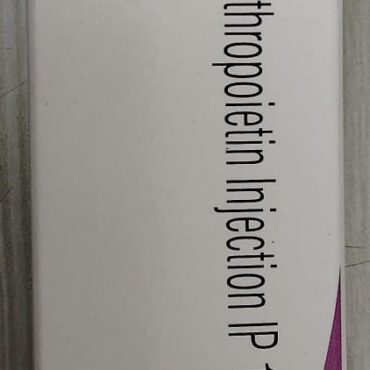 thropoietin Injection IP